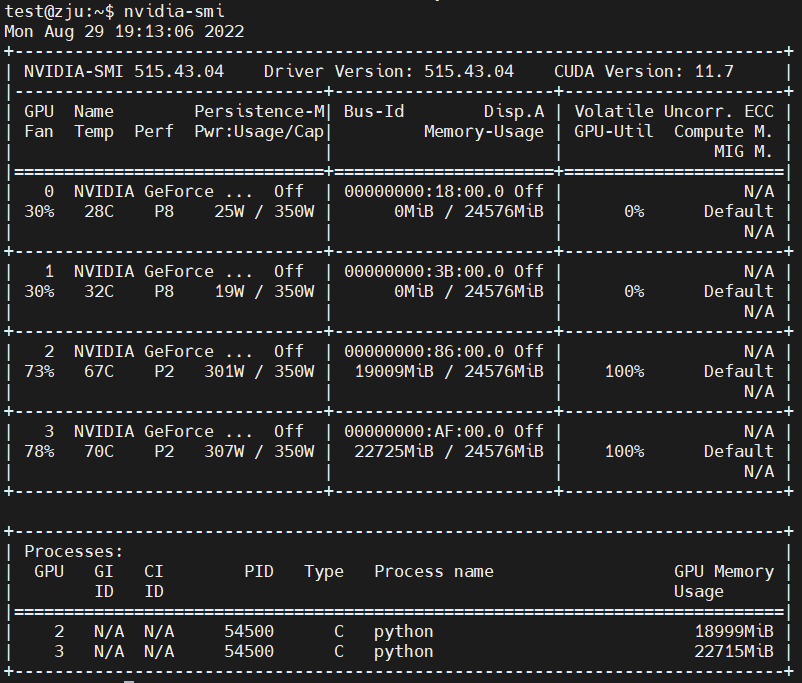 test@zju:~$ nvidia-smi
Mon Aug 29 19:13:06 2022
+-----------------------------------------------------------------------------+
| NVIDIA-SMI 515.43.04    Driver Version: 515.43.04    CUDA Version: 11.7     |
|-------------------------------+----------------------+----------------------+
| GPU  Name        Persistence-M| Bus-Id        Disp.A | Volatile Uncorr. ECC |
| Fan  Temp  Perf  Pwr:Usage/Cap|         Memory-Usage | GPU-Util  Compute M. |
|                               |                      |               MIG M. |
|===============================+======================+======================|
|   0  NVIDIA GeForce ...  Off  | 00000000:18:00.0 Off |                  N/A |
| 30%   28C    P8    25W / 350W |      0MiB / 24576MiB |      0%      Default |
|                               |                      |                  N/A |
+-------------------------------+----------------------+----------------------+
|   1  NVIDIA GeForce ...  Off  | 00000000:3B:00.0 Off |                  N/A |
| 30%   32C    P8    19W / 350W |      0MiB / 24576MiB |      0%      Default |
|                               |                      |                  N/A |
+-------------------------------+----------------------+----------------------+
|   2  NVIDIA GeForce ...  Off  | 00000000:86:00.0 Off |                  N/A |
| 73%   67C    P2   301W / 350W |  19009MiB / 24576MiB |    100%      Default |
|                               |                      |                  N/A |
+-------------------------------+----------------------+----------------------+
|   3  NVIDIA GeForce ...  Off  | 00000000:AF:00.0 Off |                  N/A |
| 78%   70C    P2   307W / 350W |  22725MiB / 24576MiB |    100%      Default |
|                               |                      |                  N/A |
+-------------------------------+----------------------+----------------------+

+-----------------------------------------------------------------------------+
| Processes:                                                                  |
|  GPU   GI   CI        PID   Type   Process name                  GPU Memory |
|        ID   ID                                                   Usage      |
|=============================================================================|
|    2   N/A  N/A     54500      C   python                          18999MiB |
|    3   N/A  N/A     54500      C   python                          22715MiB |
+-----------------------------------------------------------------------------+